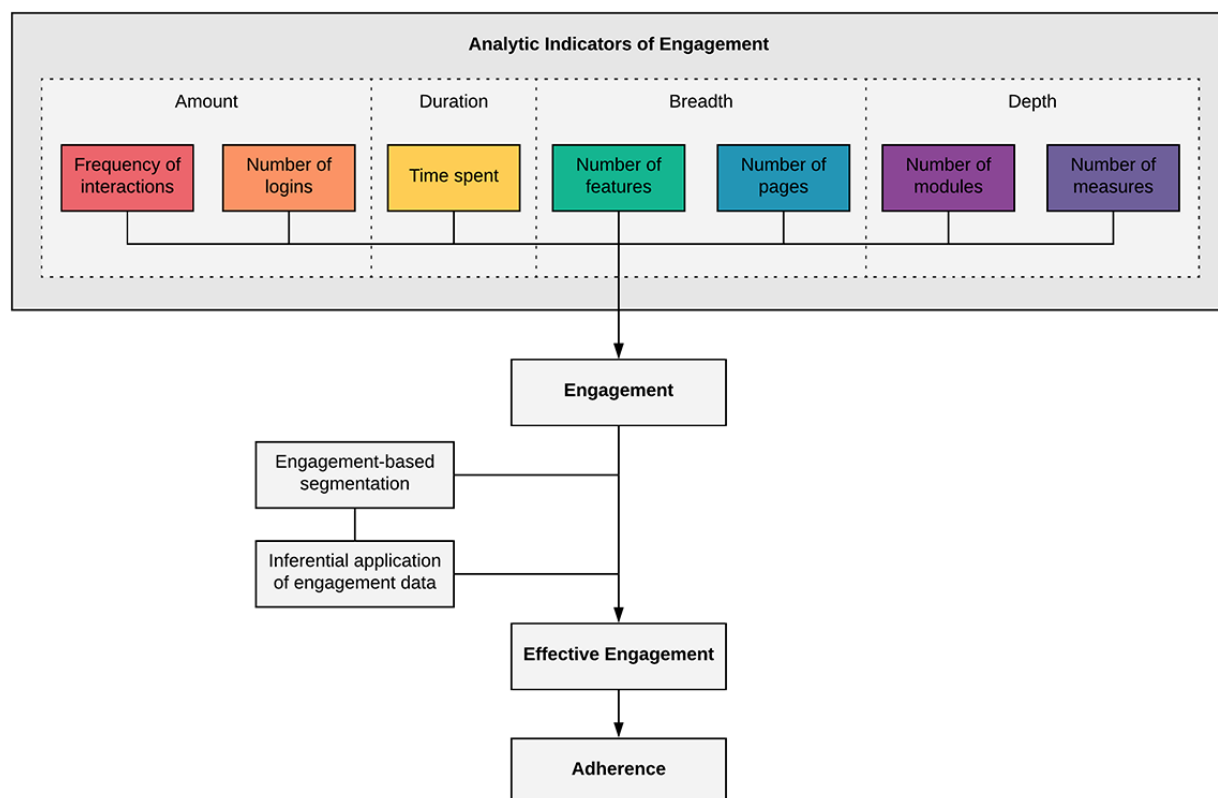 Analytic Indicators of Engagement
Amount
Duration
Breadth
Depth
Frequency of
interactions
Number of
logins
Time spent
Number of
features
Number of
pages
Number of
modules
Number of
measures
Engagement
Engagement-based
segmentation
Inferential application
of engagement data
Effective Engagement
Adherence